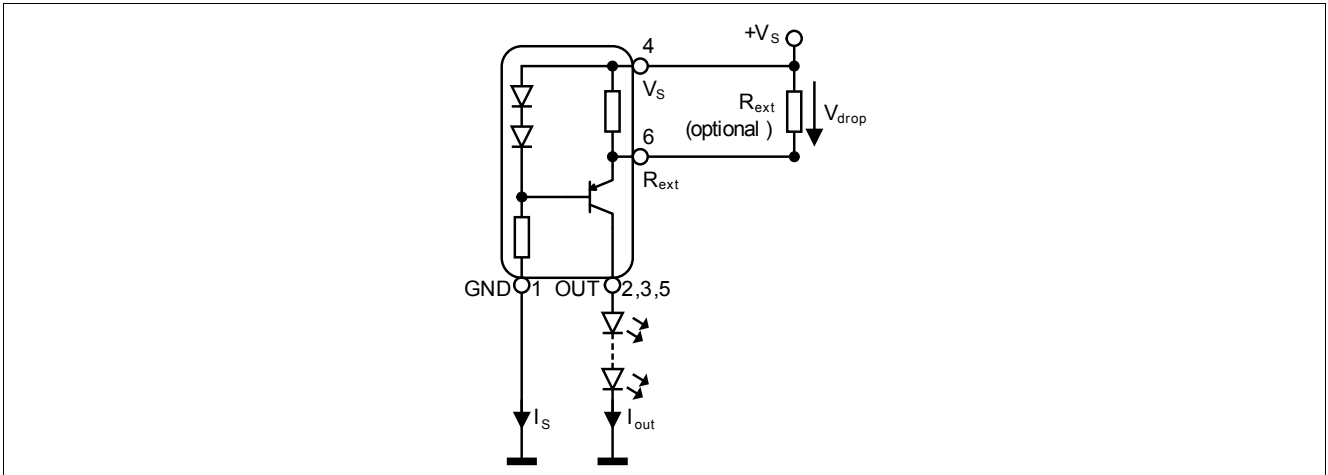 +VS
4
VS
Rext
(optional )
Vdrop
6
Rext
GND 1 OUT 2,3,5
IS Iout